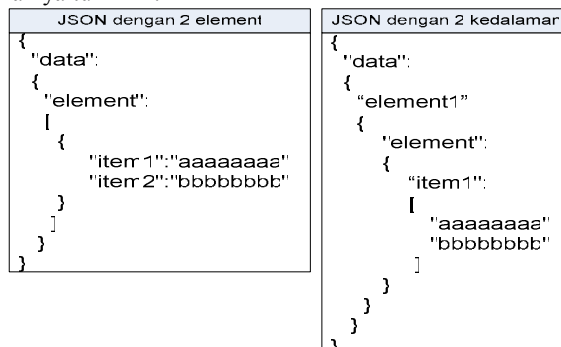 JSON dengan 2 element
{
"data":
{
"element":
[
{
"item1":"aaaaaaaa"
"item2":"bbbbbbbb"
}
]
}
}
JSON dengan 2 kedalaman
{
"data":
{
“element1”
{
"element":
{
“item1":
[
"aaaaaaaa"
"bbbbbbbb"
]
}
}
}
}